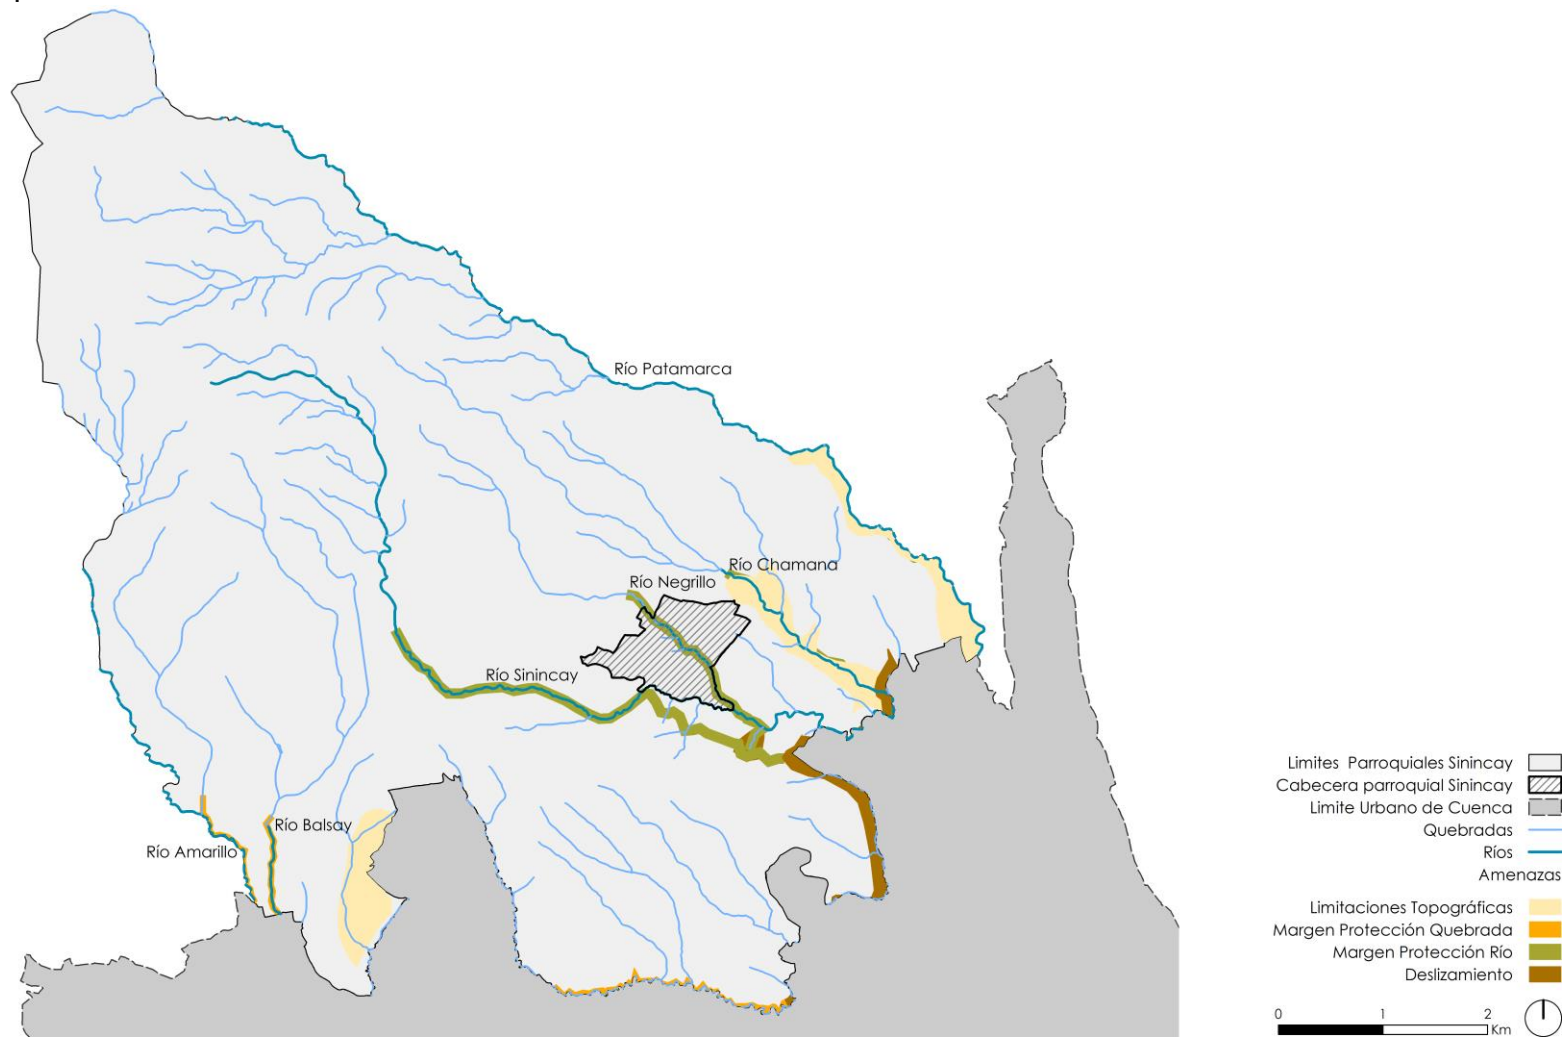 Río Patamarca
Río Chamana
Río Negrillo
Río Sinincay
Río Balsay
Río Amarillo
Limites Parroquiales Sinincay
Cabecera parroquial Sinincay
Limite Urbano de Cuenca
Quebradas
Ríos
Amenazas
Limitaciones Topográficas
Margen Protección Quebrada
Margen Protección Río
Deslizamiento
0 1 2
Km